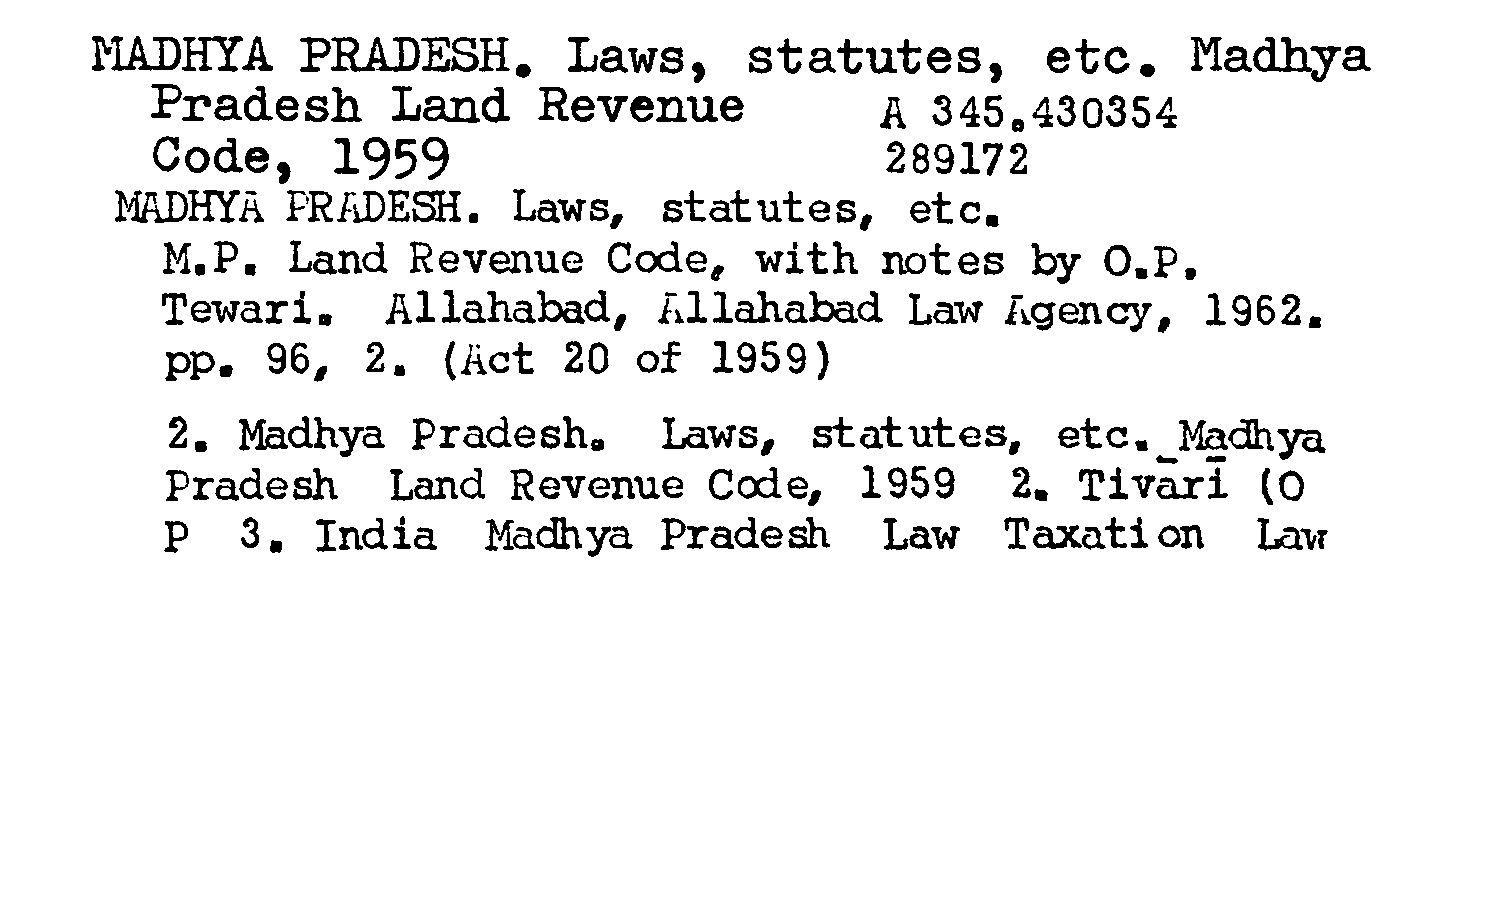 MADHYA PRADESH. Laws, statutes, etc. Madhya
Pradesh Land Revenue A 345.430354
Code, 1959 289172
MADHYA PRADESH. Laws, statutes, etc.
M.P. Land Revenue Code, with notes by O.P.
Tewari. Allahabad, Allahabad Law Agency, 1962.
pp. 96, 2. (Act 20 of 1959)
2. Madhya Pradesh. Laws, statutes, etc. Madhya
Pradesh Land Revenue Code, 1959 2. Tivārī (O
P 3. India Madhya Pradesh Law Taxation Law